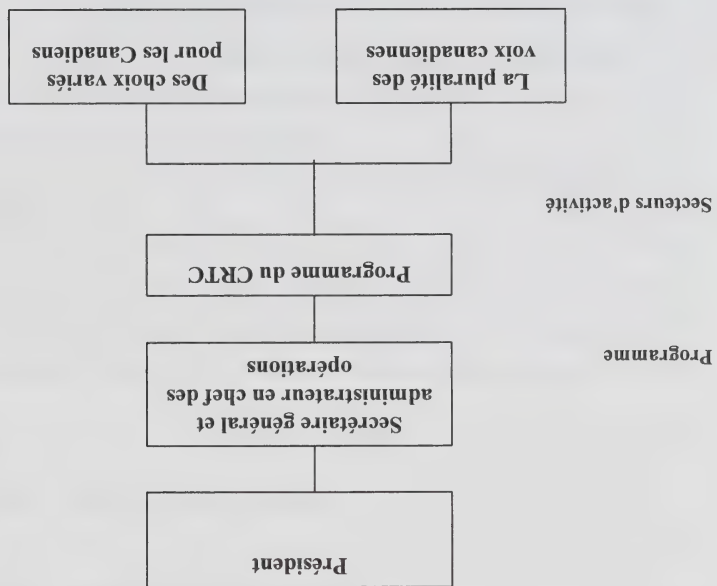 Président
Secrétaire général et
administrateur en chef des
opérations
Programme
Programme du CRTC
Secteurs d'activité
La pluralité des
voix canadiennes
Des choix variés
pour les Canadiens